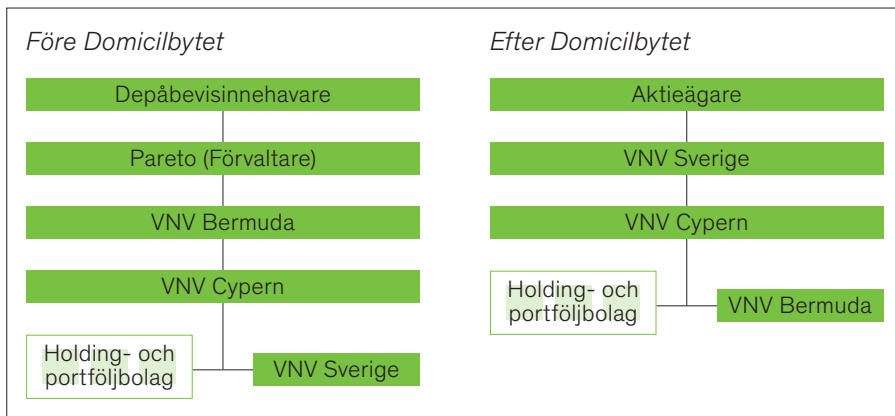 Före Domicilbytet
Depåbevisinnehavare
Pareto (Förvaltare)
VNV Bermuda
VNV Cypern
Holding- och
portföljbolag
VNV Sverige
Efter Domicilbytet
Aktieägare
VNV Sverige
VNV Cypern
Holding- och
portföljbolag
VNV Bermuda